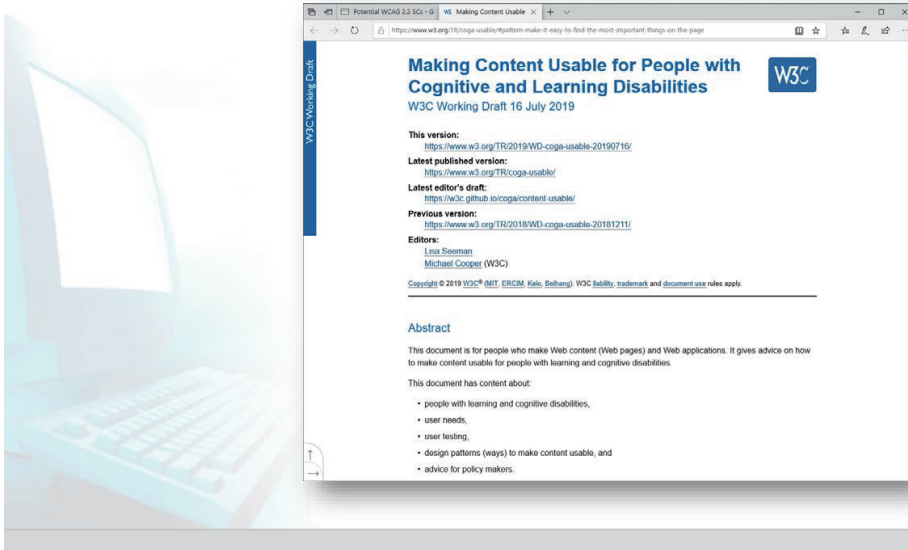 Potential WCAG 2.2 SCs - G
Making Content Usable
https://www.w3.org/TR/coga-usable/#pattern-make-it-easy-to-find-the-most-important-things-on-the-page
W3C Working Draft
Making Content Usable for People with
Cognitive and Learning Disabilities
W3C
W3C Working Draft 16 July 2019
This version:
https://www.w3.org/TR/2019/WD-coga-usable-20190716/
Latest published version:
https://www.w3.org/TR/coga-usable/
Latest editor's draft:
https://w3c.github.io/coga/content-usable/
Previous version:
https://www.w3.org/TR/2018/WD-coga-usable-20181211/
Editors:
Lisa Seeman
Michael Cooper (W3C)
Copyright © 2019 W3C® (MIT, ERCIM, Keio, Beihang). W3C liability, trademark and document use rules apply.
Abstract
This document is for people who make Web content (Web pages) and Web applications. It gives advice on how
to make content usable for people with learning and cognitive disabilities
This document has content about:
• people with learning and cognitive disabilities,
• user needs,
• user testing,
• design patterns (ways) to make content usable, and
• advice for policy makers.